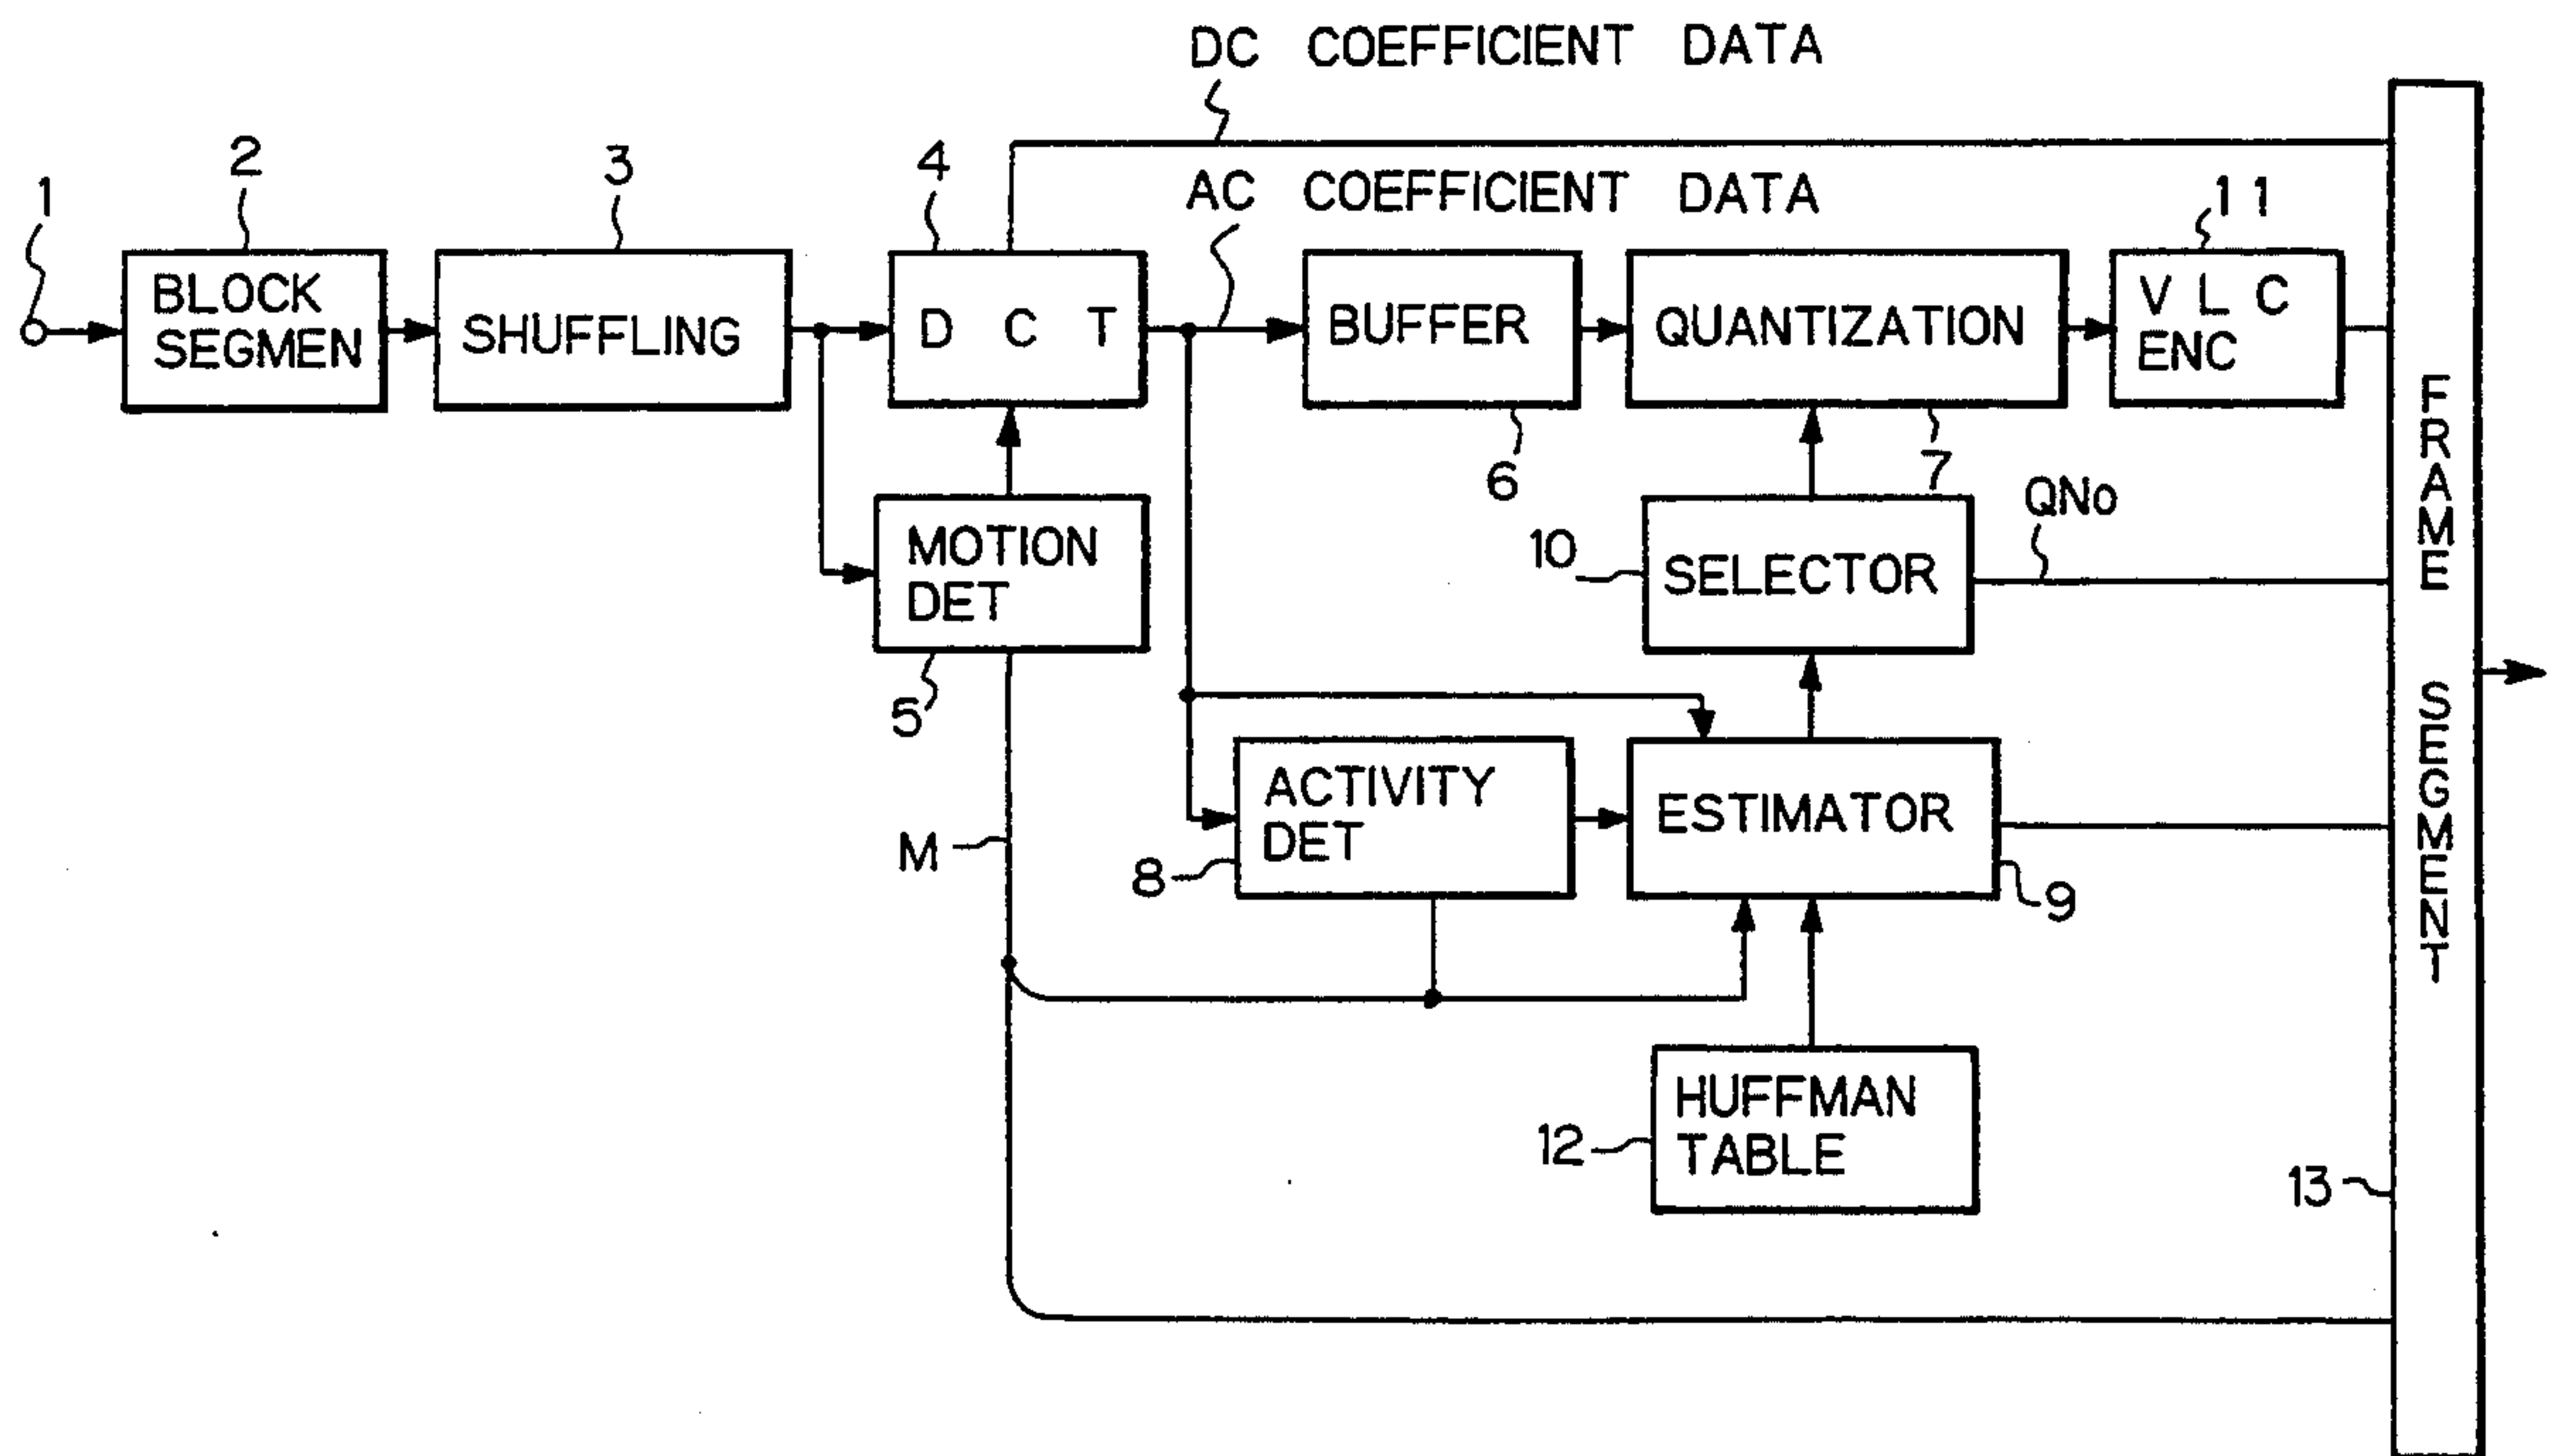 DC COEFFICIENT DATA
AC COEFFICIENT DATA
1
2
3
4
11
BLOCK
SEGMEN
SHUFFLING
D C T
BUFFER
QUANTIZATION
V L C
ENC
6
7
MOTION
DET
5
10
SELECTOR
QNo
FRAME SEGMENT
M
ACTIVITY
DET
8
ESTIMATOR
9
HUFFMAN
TABLE
12
13